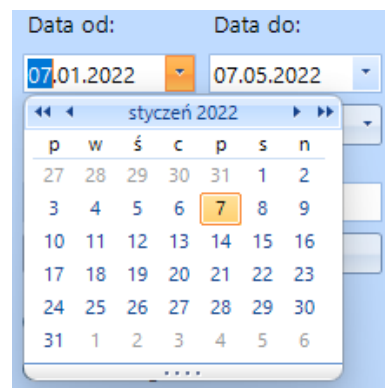 Data od: Data do:
07.01.2022 07.05.2022
styczeń 2022
p w ś c p s n
27 28 29 30 31 1 2
3 4 5 6 7 8 9
10 11 12 13 14 15 16
17 18 19 20 21 22 23
24 25 26 27 28 29 30
31 1 2 3 4 5 6